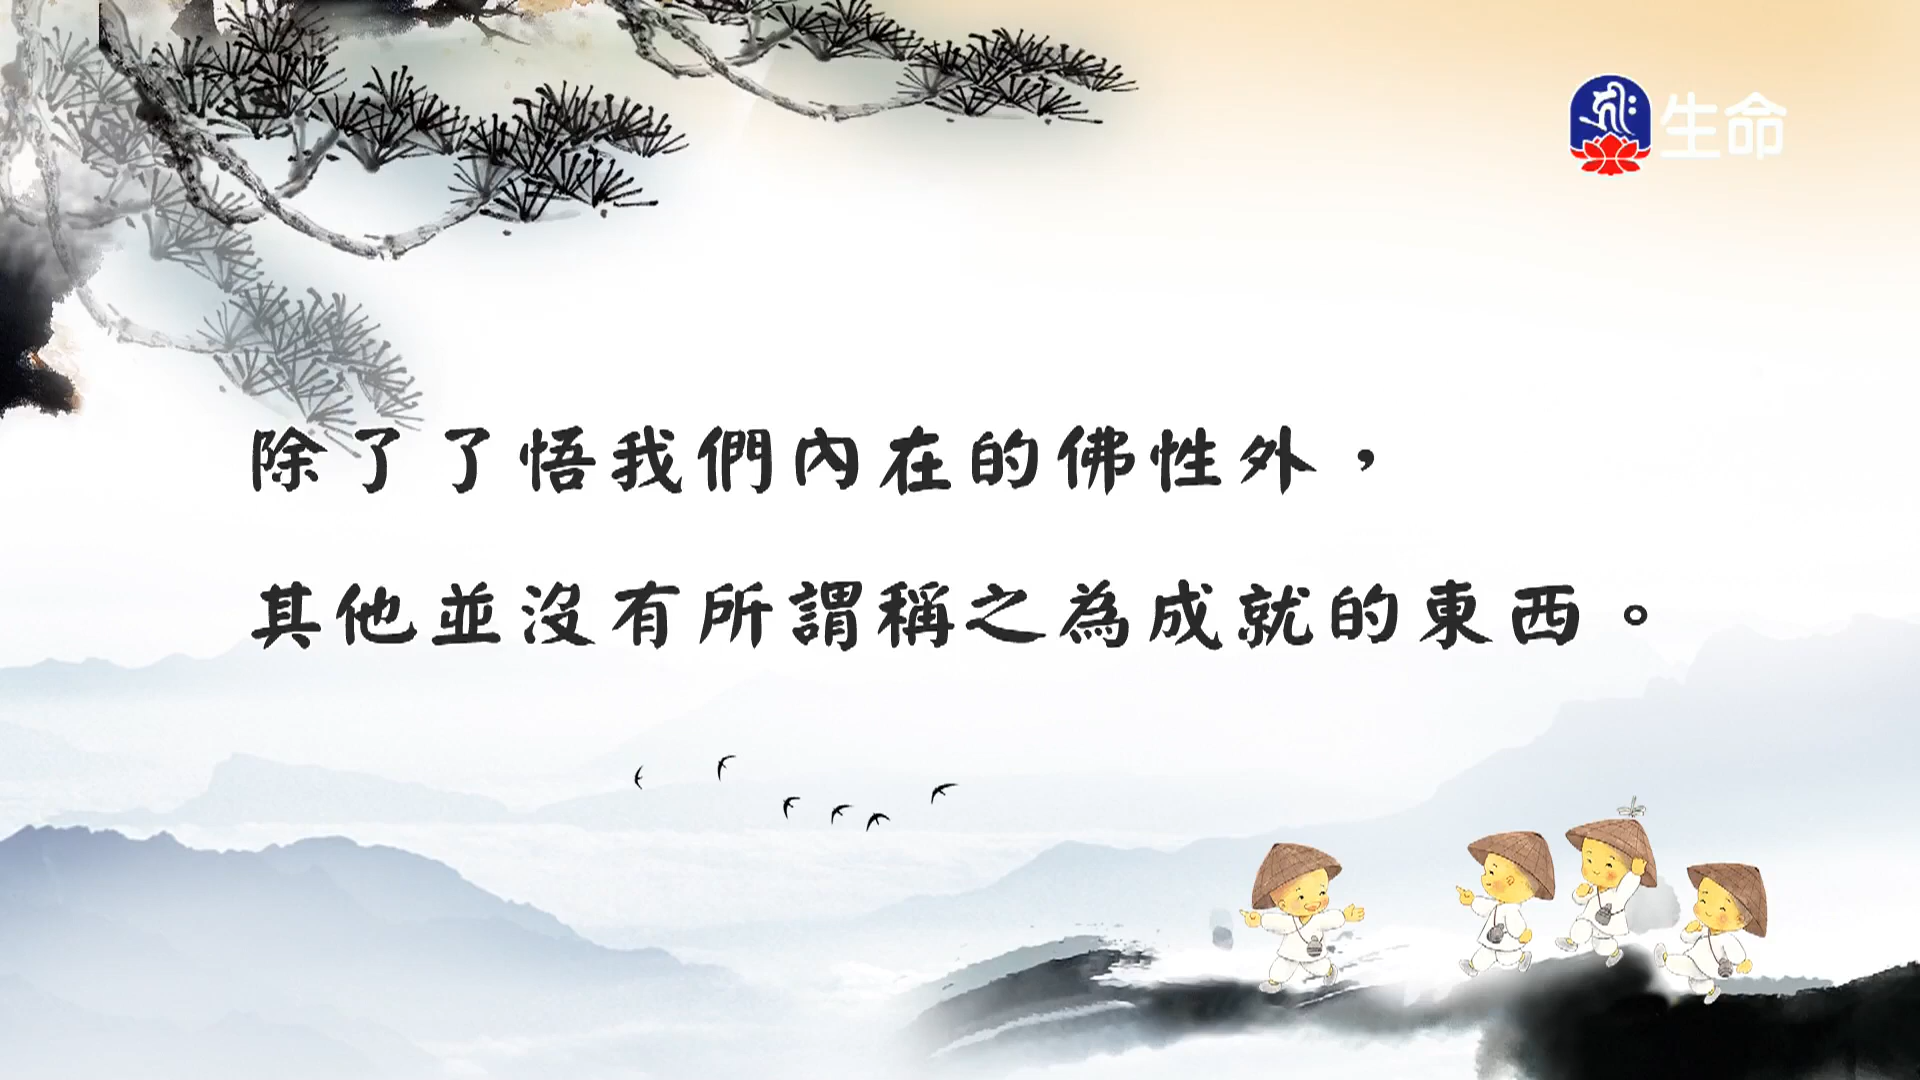 生命
除了了悟我們內在的佛性外，
其他並沒有所謂稱之為成就的東西。